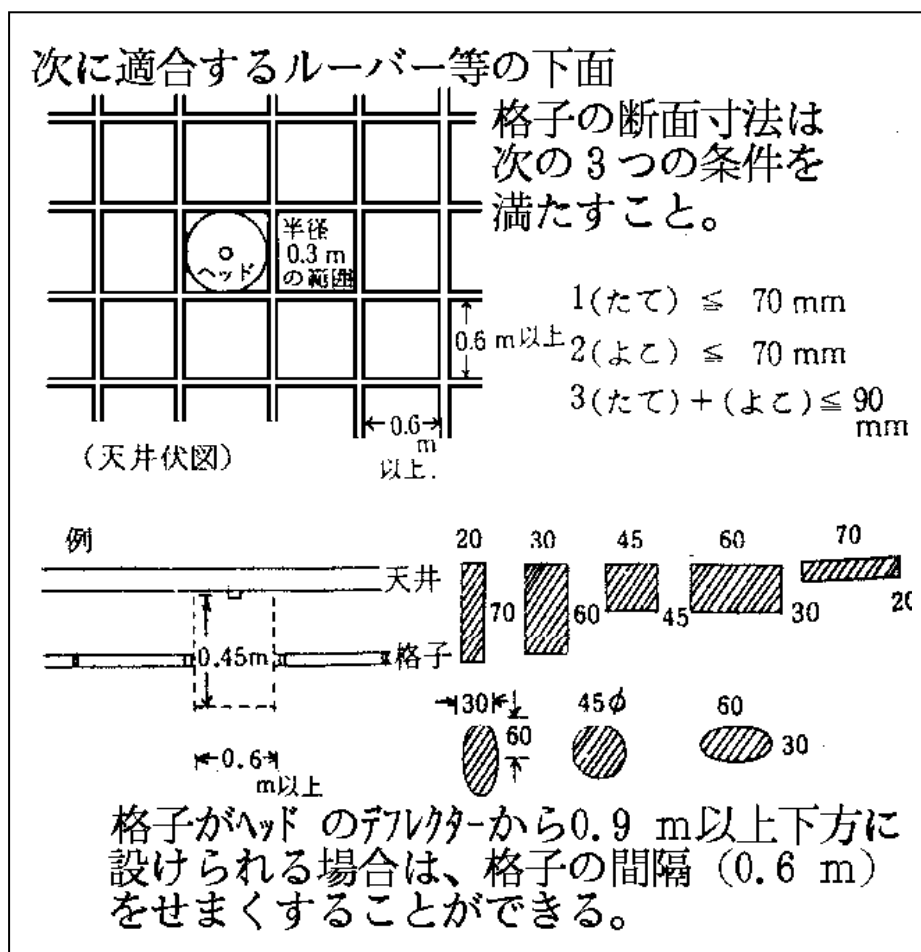 次に適合するルーバー等の下面
格子の断面寸法は
次の3つの条件を
満たすこと。
半径
0.3 m
の範囲
ヘッド
0.6 m以上
1(たて) ≦ 70 mm
2(よこ) ≦ 70 mm
3(たて)+(よこ)≦ 90
mm
0.6
m
以上.
(天井伏図)
例
天井
0.45m
格子
0.6
m以上
20
70
30
60
45
45
60
30
70
20
30
60
45φ
60
30
格子がヘッド のデフレクターから0.9 m以上下方に
設けられる場合は、格子の間隔 (0.6 m)
をせまくすることができる。